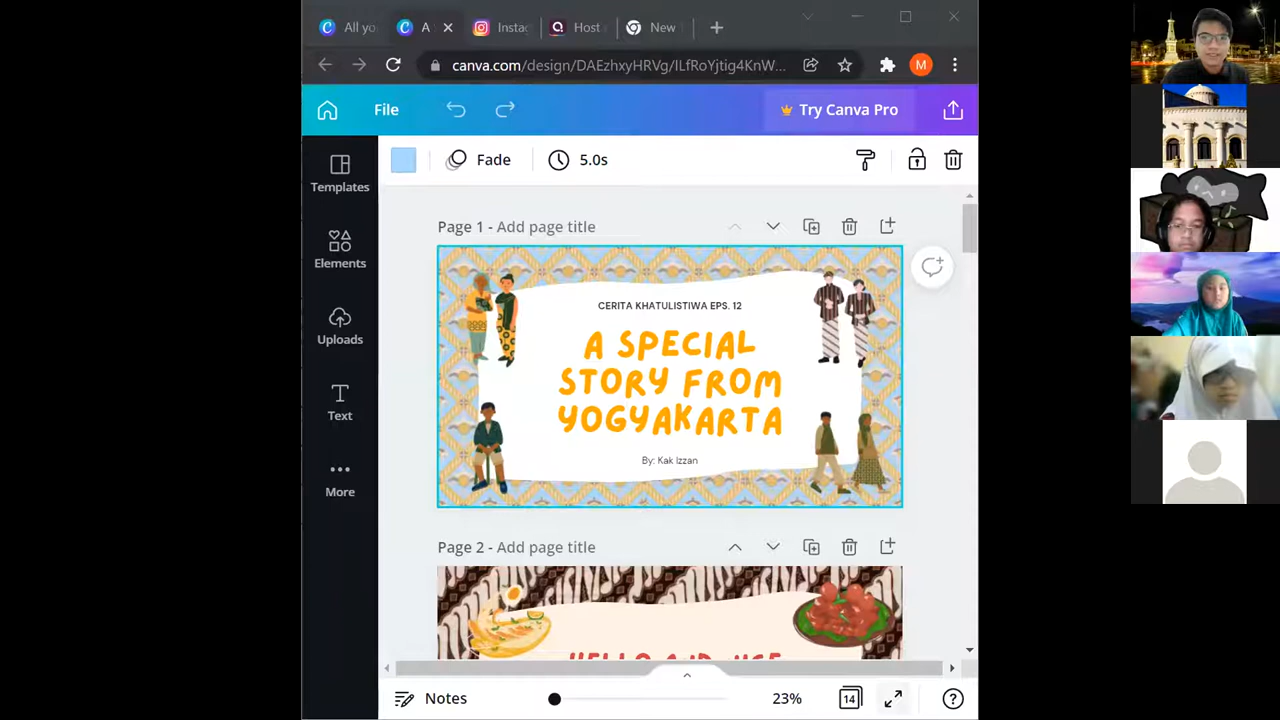 All yo
A
Instag
Host
New
canva.com/design/DAEzhxyHRVg/ILfRoYjtig4KnW...
M
File
Try Canva Pro
Templates
Fade
5.0s
Elements
Uploads
Text
More
Page 1 - Add page title
CERITA KHATULISTIWA EPS. 12
A SPECIAL
STORY FROM
YOGYAKARTA
By: Kak Izzan
Page 2 - Add page title
Notes
23%
14